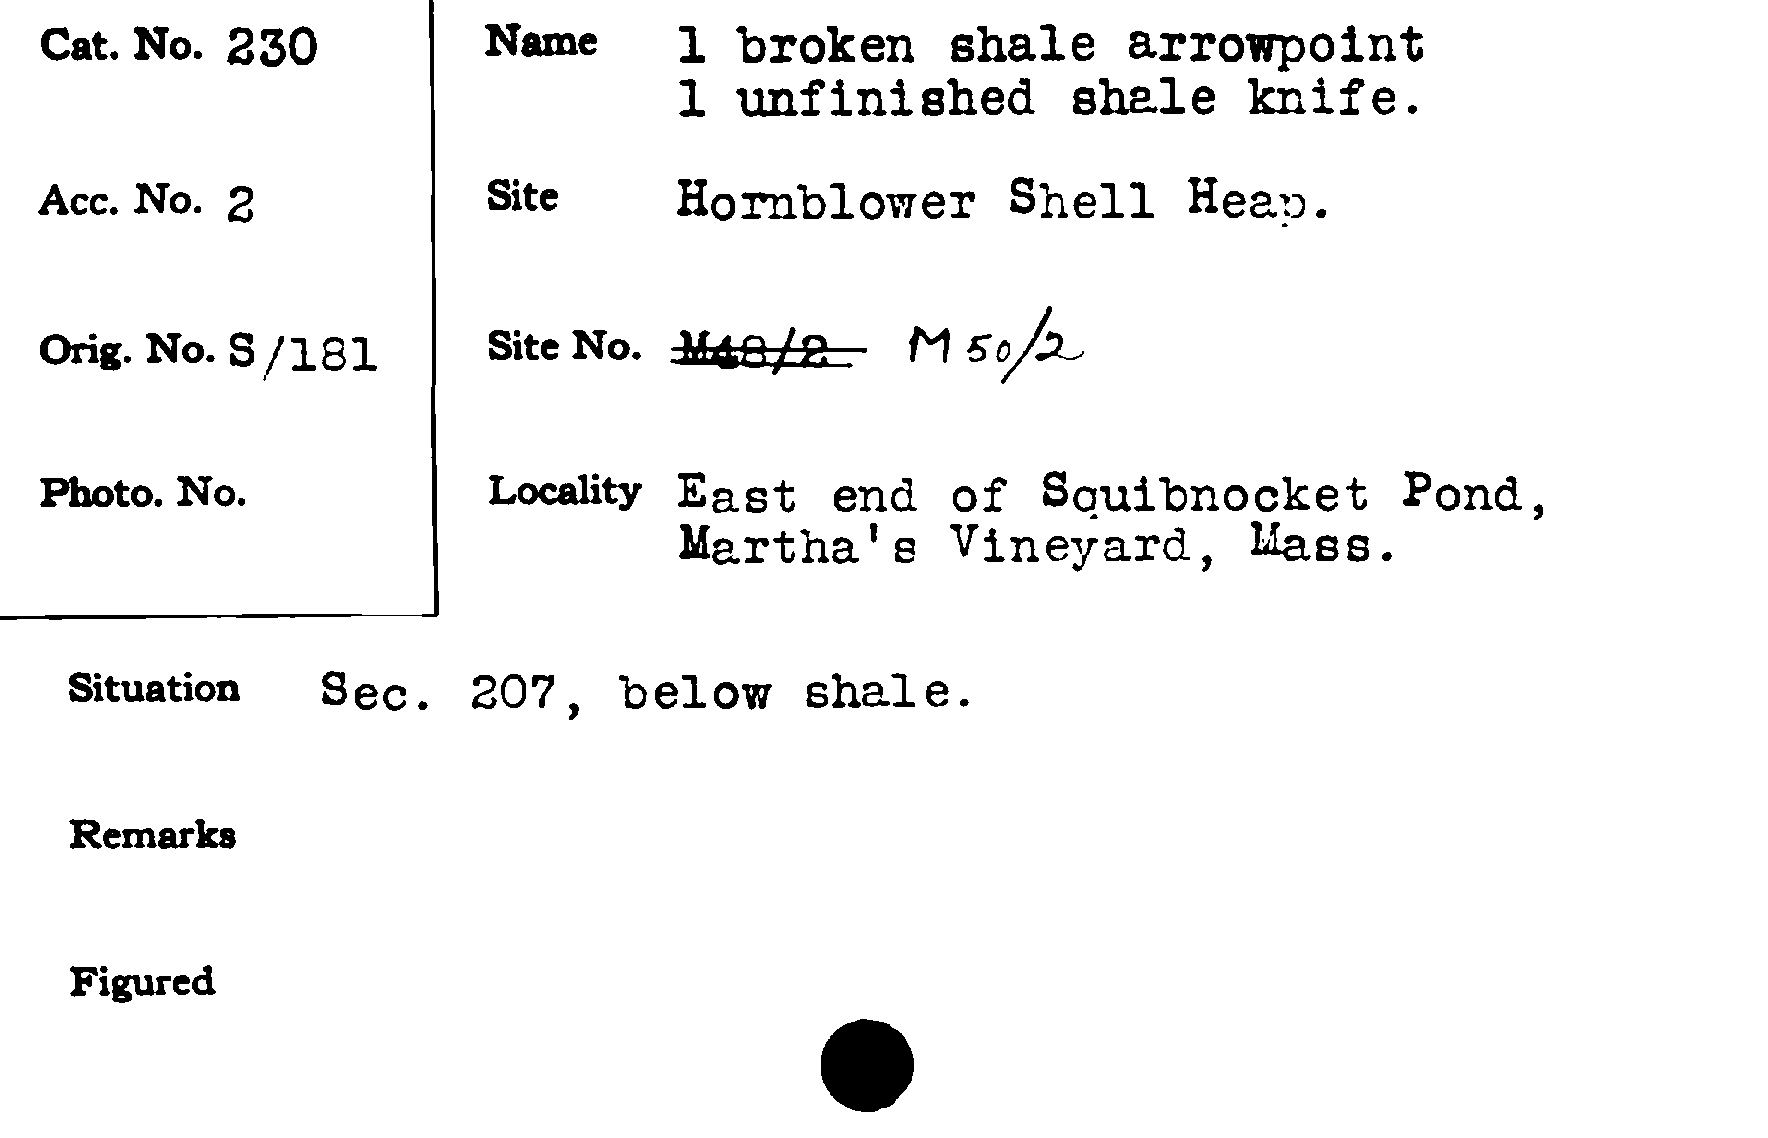 Cat. No. 230
Name 1 broken shale arrowpoint
1 unfinished shale knife.
Acc. No. 2
Site Hornblower Shell Heap.
Orig. No. S/181
Site No. M48/2 M 50/2
Photo. No.
Locality East end of Squibnocket Pond,
Martha's Vineyard, Mass.
Situation Sec. 207, below shale.
Remarks
Figured